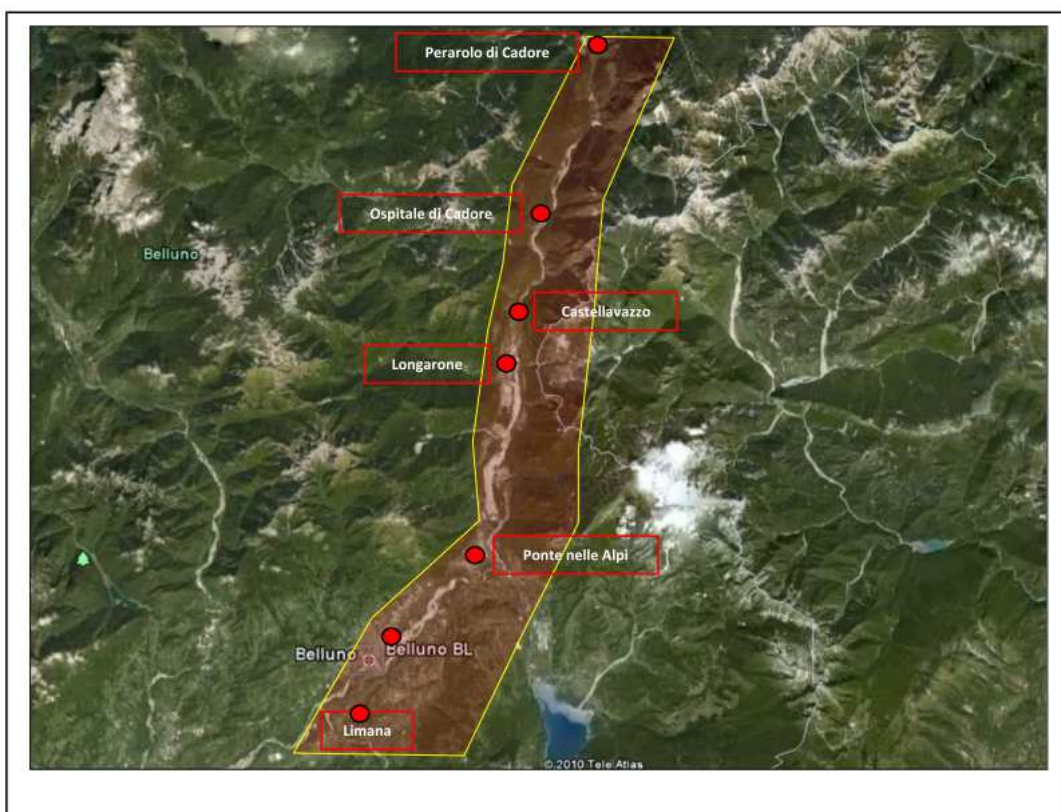 Perarolo di Cadore
Ospitale di Cadore
Belluno
Castellavazzo
Longarone
Ponte nelle Alpi
Belluno
Belluno BL
Limana
©2010 Tele Atlas